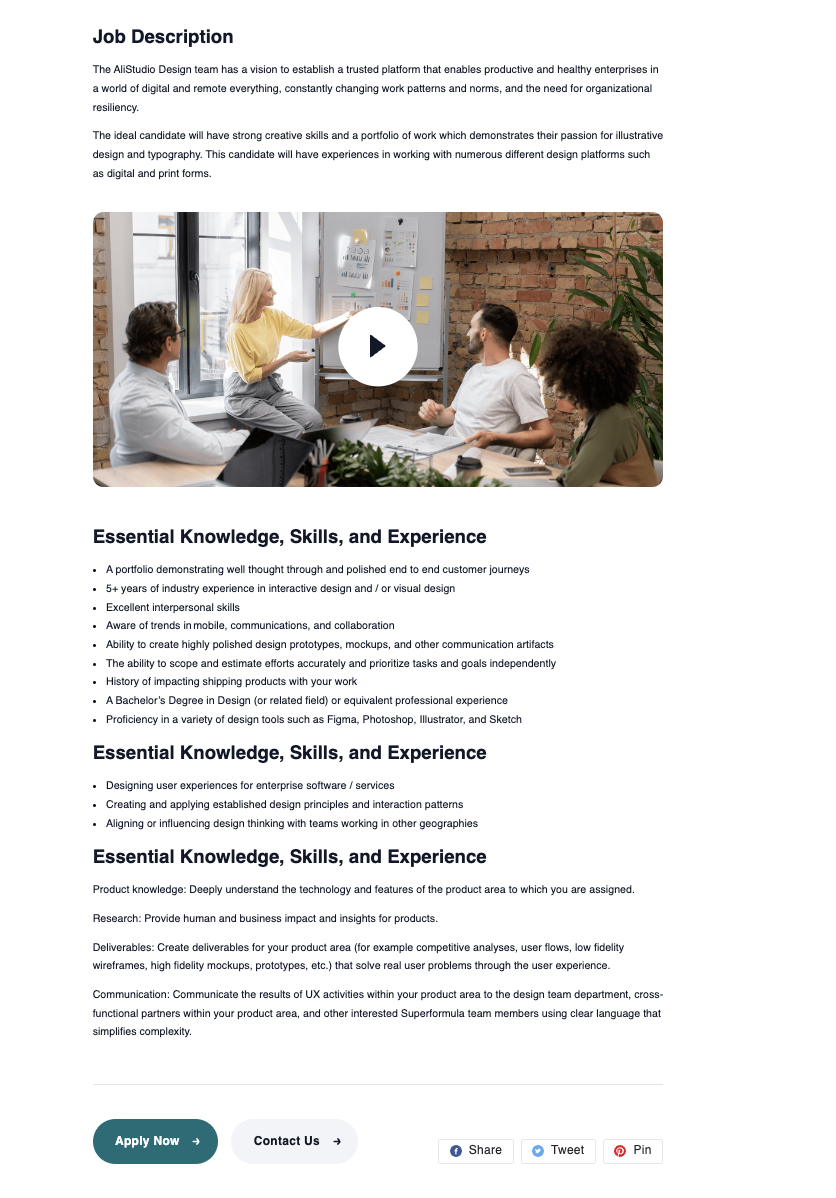 Job Description
The AliStudio Design team has a vision to establish a trusted platform that enables productive and healthy enterprises in
a world of digital and remote everything, constantly changing work patterns and norms, and the need for organizational
resiliency.
The ideal candidate will have strong creative skills and a portfolio of work which demonstrates their passion for illustrative
design and typography. This candidate will have experiences in working with numerous different design platforms such
as digital and print forms.
Essential Knowledge, Skills, and Experience
• A portfolio demonstrating well thought through and polished end to end customer journeys
• 5+ years of industry experience in interactive design and / or visual design
• Excellent interpersonal skills
• Aware of trends in mobile, communications, and collaboration
• Ability to create highly polished design prototypes, mockups, and other communication artifacts
• The ability to scope and estimate efforts accurately and prioritize tasks and goals independently
• History of impacting shipping products with your work
• A Bachelor’s Degree in Design (or related field) or equivalent professional experience
• Proficiency in a variety of design tools such as Figma, Photoshop, Illustrator, and Sketch
Essential Knowledge, Skills, and Experience
• Designing user experiences for enterprise software / services
• Creating and applying established design principles and interaction patterns
• Aligning or influencing design thinking with teams working in other geographies
Essential Knowledge, Skills, and Experience
Product knowledge: Deeply understand the technology and features of the product area to which you are assigned.
Research: Provide human and business impact and insights for products.
Deliverables: Create deliverables for your product area (for example competitive analyses, user flows, low fidelity
wireframes, high fidelity mockups, prototypes, etc.) that solve real user problems through the user experience.
Communication: Communicate the results of UX activities within your product area to the design team department, cross-
functional partners within your product area, and other interested Superformula team members using clear language that
simplifies complexity.
Apply Now → Contact Us → Share Tweet Pin